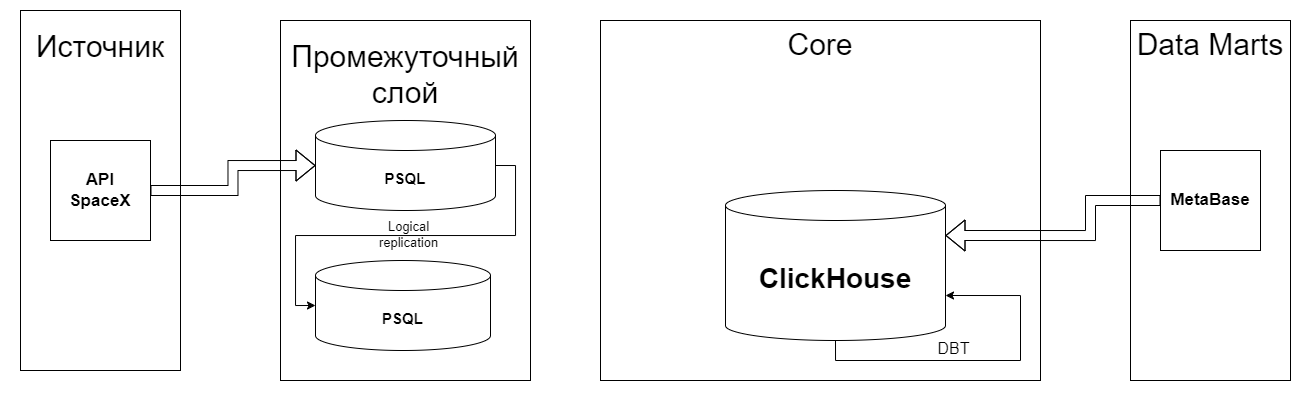 Источник
API
SpaceX
Промежуточный
слой
PSQL
Logical
replication
PSQL
Core
ClickHouse
DBT
Data Marts
MetaBase